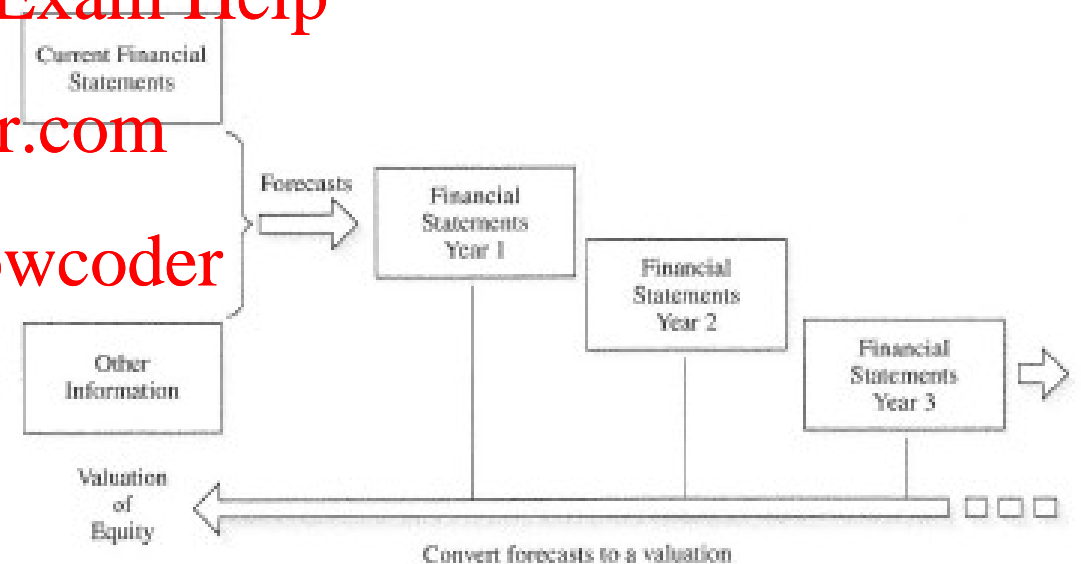 Exam Help
Current Financial
Statements
r.com
Forecasts
Financial
Statements
Year 1
wcoder
Financial
Statements
Year 2
Other
Information
Financial
Statements
Year 3
Valuation
of
Equity
Convert forecasts to a valuation